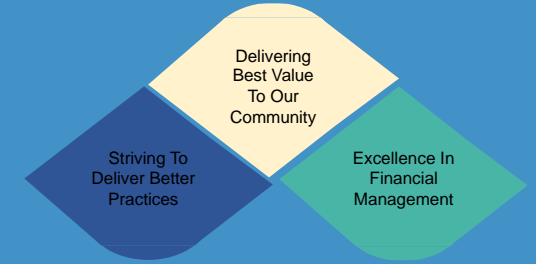 Delivering
Best Value
To Our
Community
Striving To
Deliver Better
Practices
Excellence In
Financial
Management